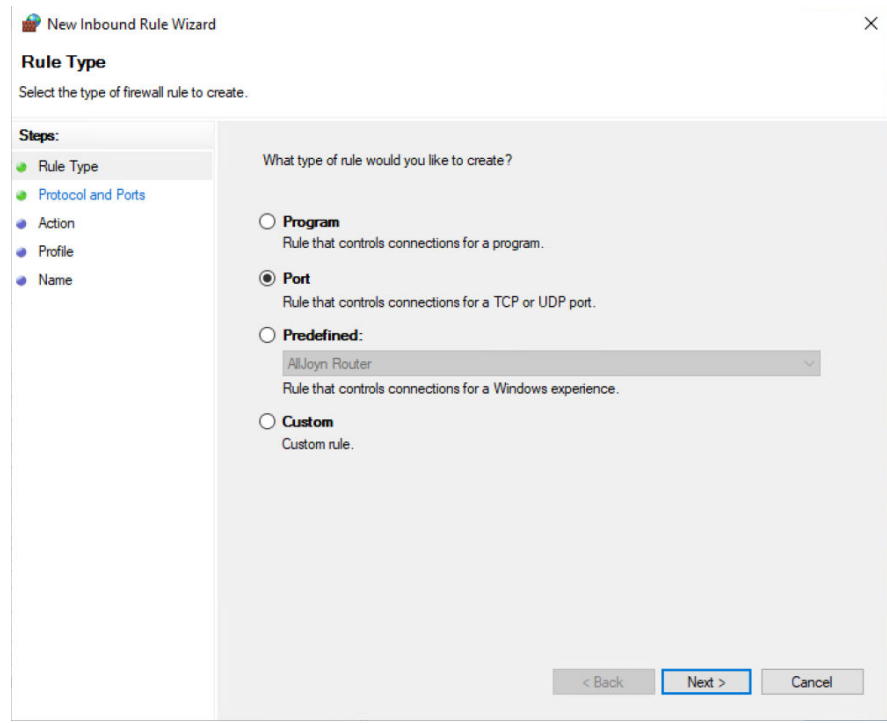 New Inbound Rule Wizard
Rule Type
Select the type of firewall rule to create.
Steps:
Rule Type
Protocol and Ports
Action
Profile
Name
What type of rule would you like to create?
Program
Rule that controls connections for a program.
Port
Rule that controls connections for a TCP or UDP port.
Predefined:
AllJoyn Router
Rule that controls connections for a Windows experience.
Custom
Custom rule.
< Back
Next >
Cancel